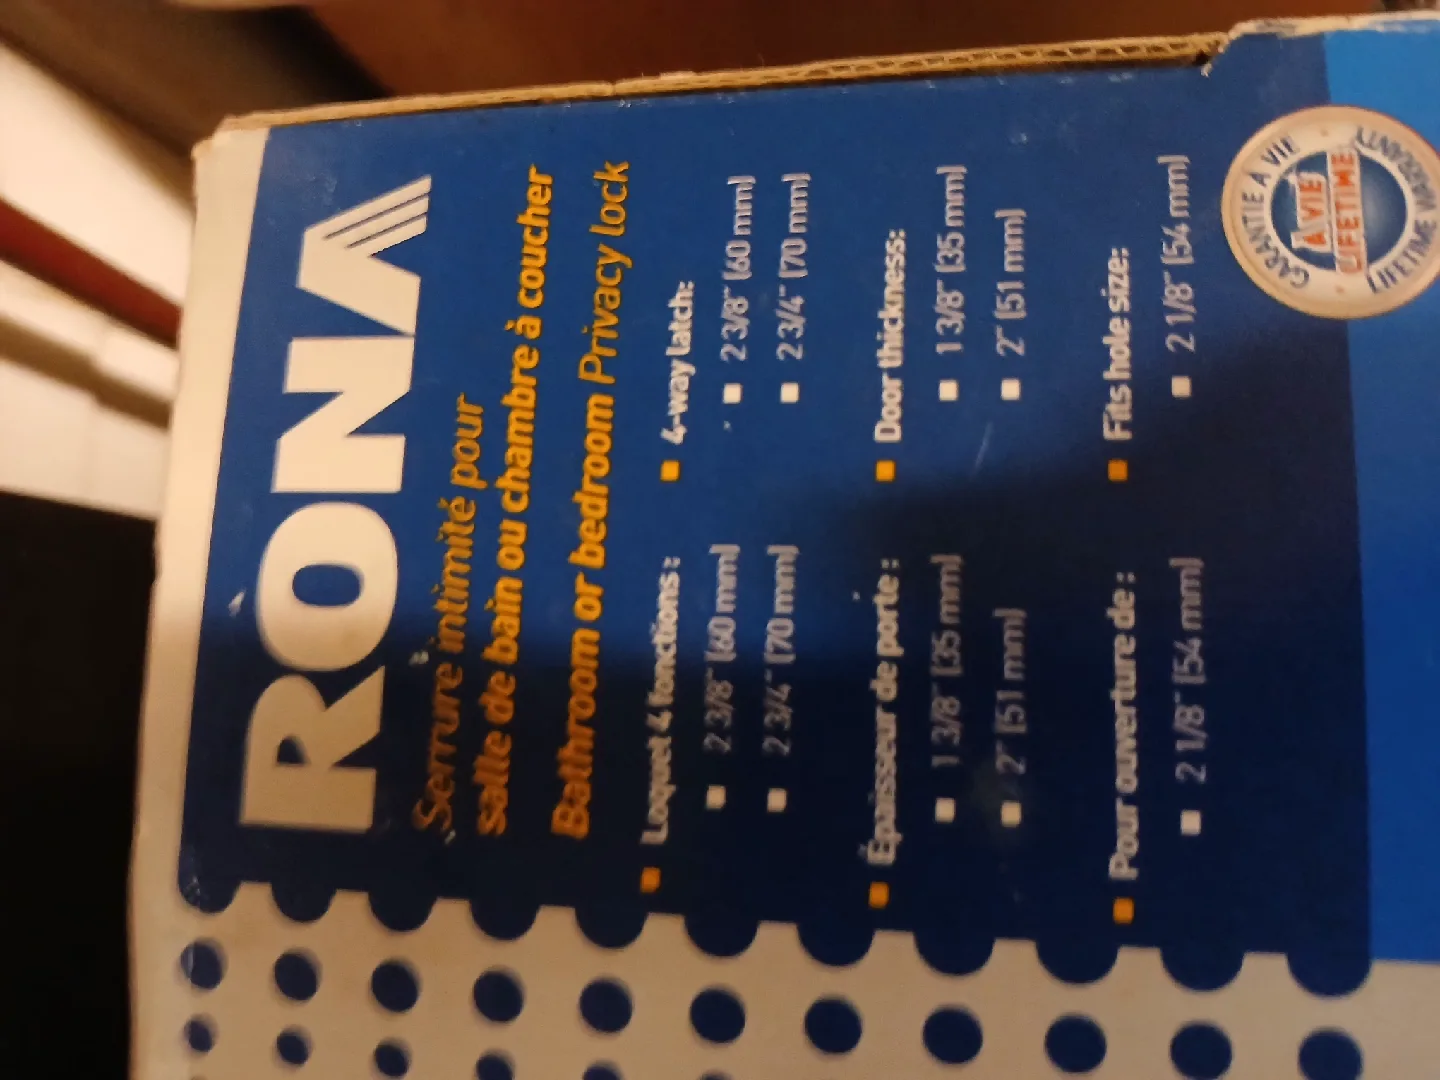 RONA
Serrure intimité pour
salle de bain ou chambre à coucher
Bathroom or bedroom Privacy lock
Loquet 4 fonctions :
2 3/8" (60 mm)
2 3/4" (70 mm)
Épaisseur de porte :
1 3/8" (35 mm)
2" (51 mm)
Pour ouverture de :
2 1/8" (54 mm)
4-way latch:
2 3/8" (60 mm)
2 3/4" (70 mm)
Door thickness:
1 3/8" (35 mm)
2" (51 mm)
Fits hole size:
2 1/8" (54 mm)
GARANTIE À VIE
À VIE
LIFETIME
LIFETIME WARRANTY